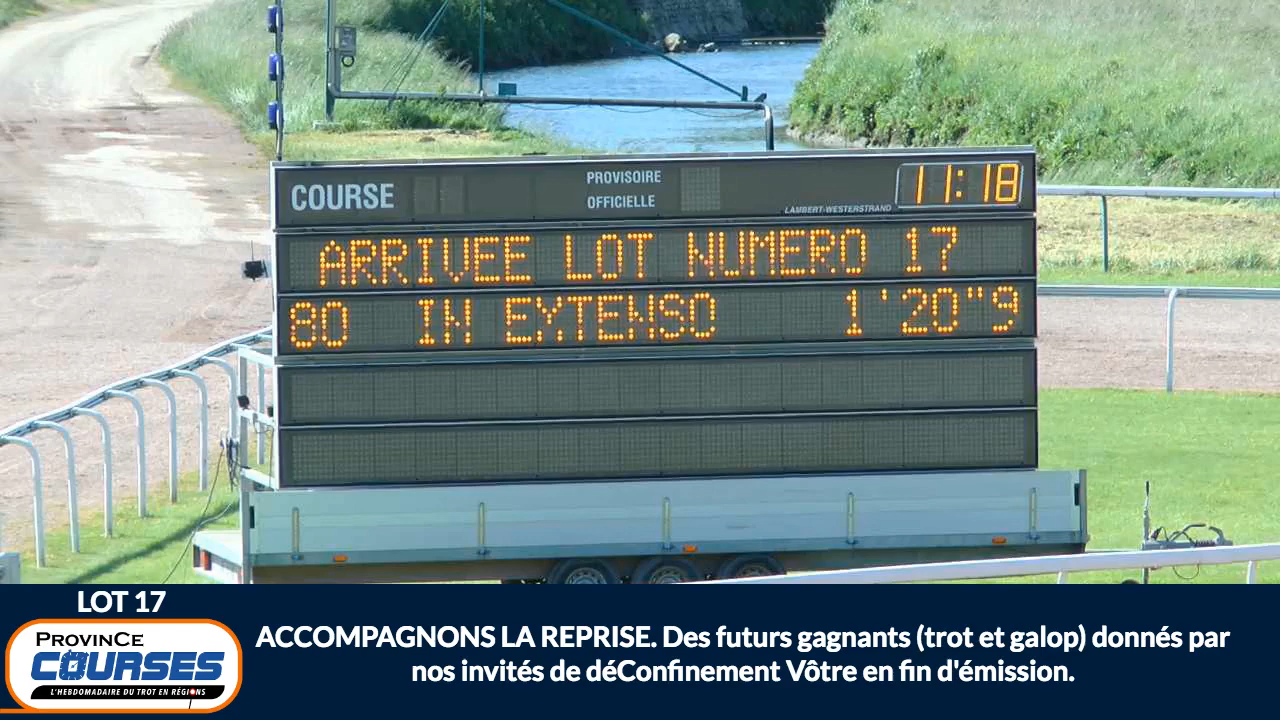 COURSE
PROVISOIRE
OFFICIELLE
LAMBERT-WESTERSTRAND
11:18
ARRIVEE LOT NUMERO 17
80 IN EXTENSO 1'20"9
LOT 17
PROVINCE
COURSES
L'HEBDOMADAIRE DU TROT EN RÉGIONS
ACCOMPAGNONS LA REPRISE. Des futurs gagnants (trot et galop) donnés par
nos invités de déConfinement Vôtre en fin d'émission.